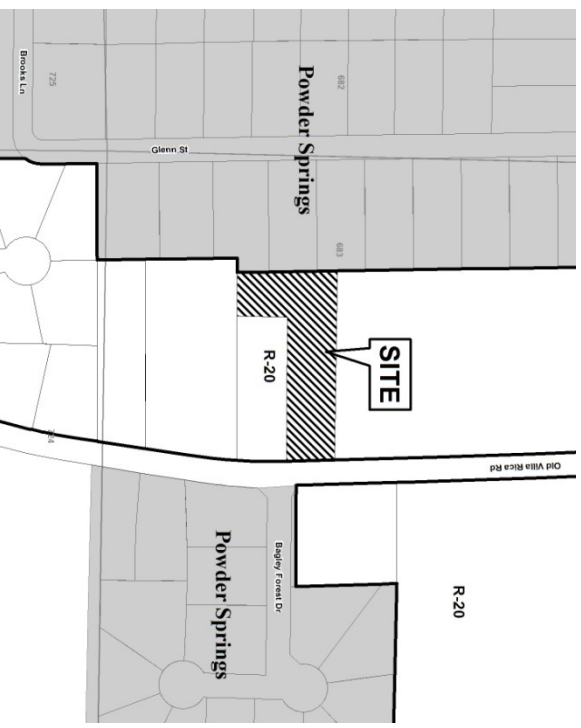 Brooks Ln
725
Powder Springs
682
Glenn St
683
SITE
R-20
Old Villa Rica Rd
724
Powder Springs
Bagley Forest Dr
R-20